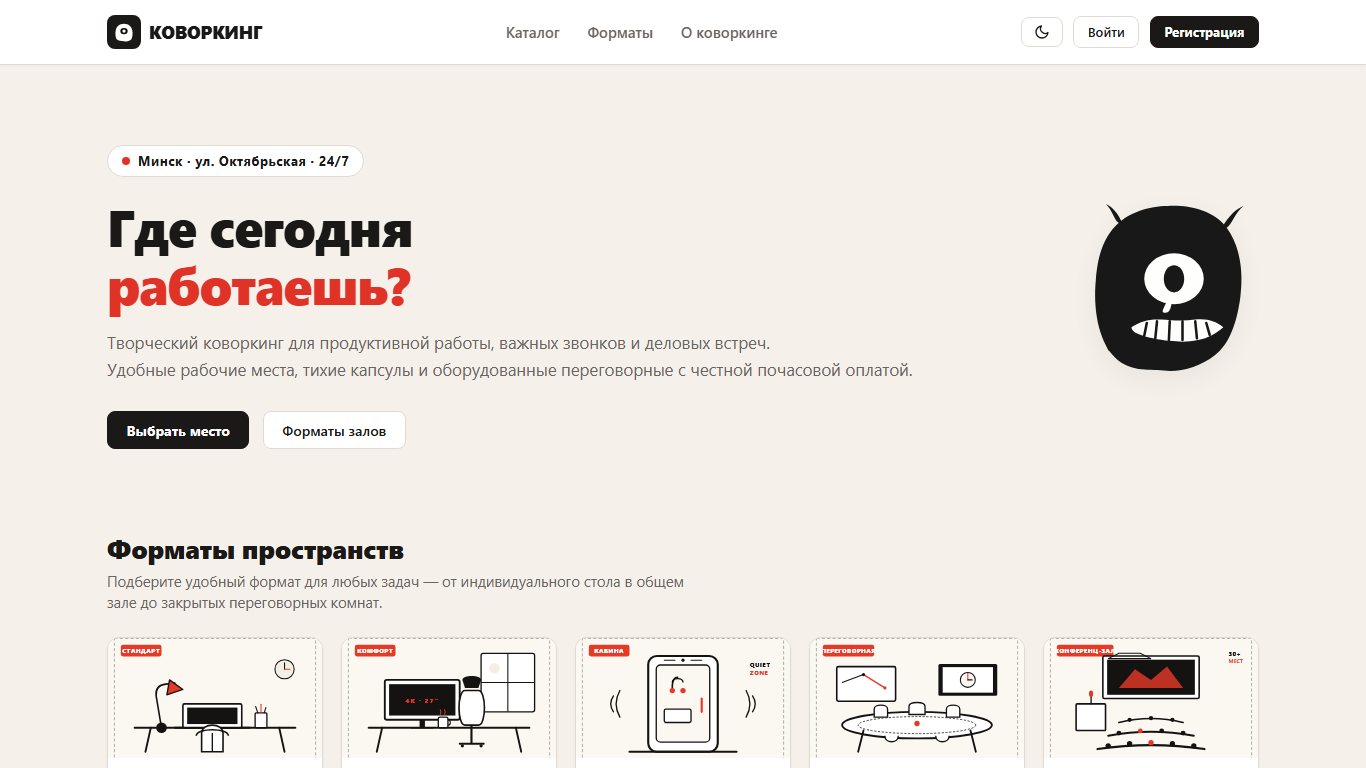 КОВОРКИНГ
Каталог
Форматы
О коворкинге
Войти
Регистрация
Минск · ул. Октябрьская · 24/7
Где сегодня
работаешь?
Творческий коворкинг для продуктивной работы, важных звонков и деловых встреч.
Удобные рабочие места, тихие капсулы и оборудованные переговорные с честной почасовой оплатой.
Выбрать место
Форматы залов
Форматы пространств
Подберите удобный формат для любых задач — от индивидуального стола в общем
зале до закрытых переговорных комнат.
СТАНДАРТ
КОМФОРТ
4K · 27"
КАБИНА
QUIET
ZONE
ПЕРЕГОВОРНАЯ
КОНФЕРЕНЦ-ЗАЛ
30+
МЕСТ